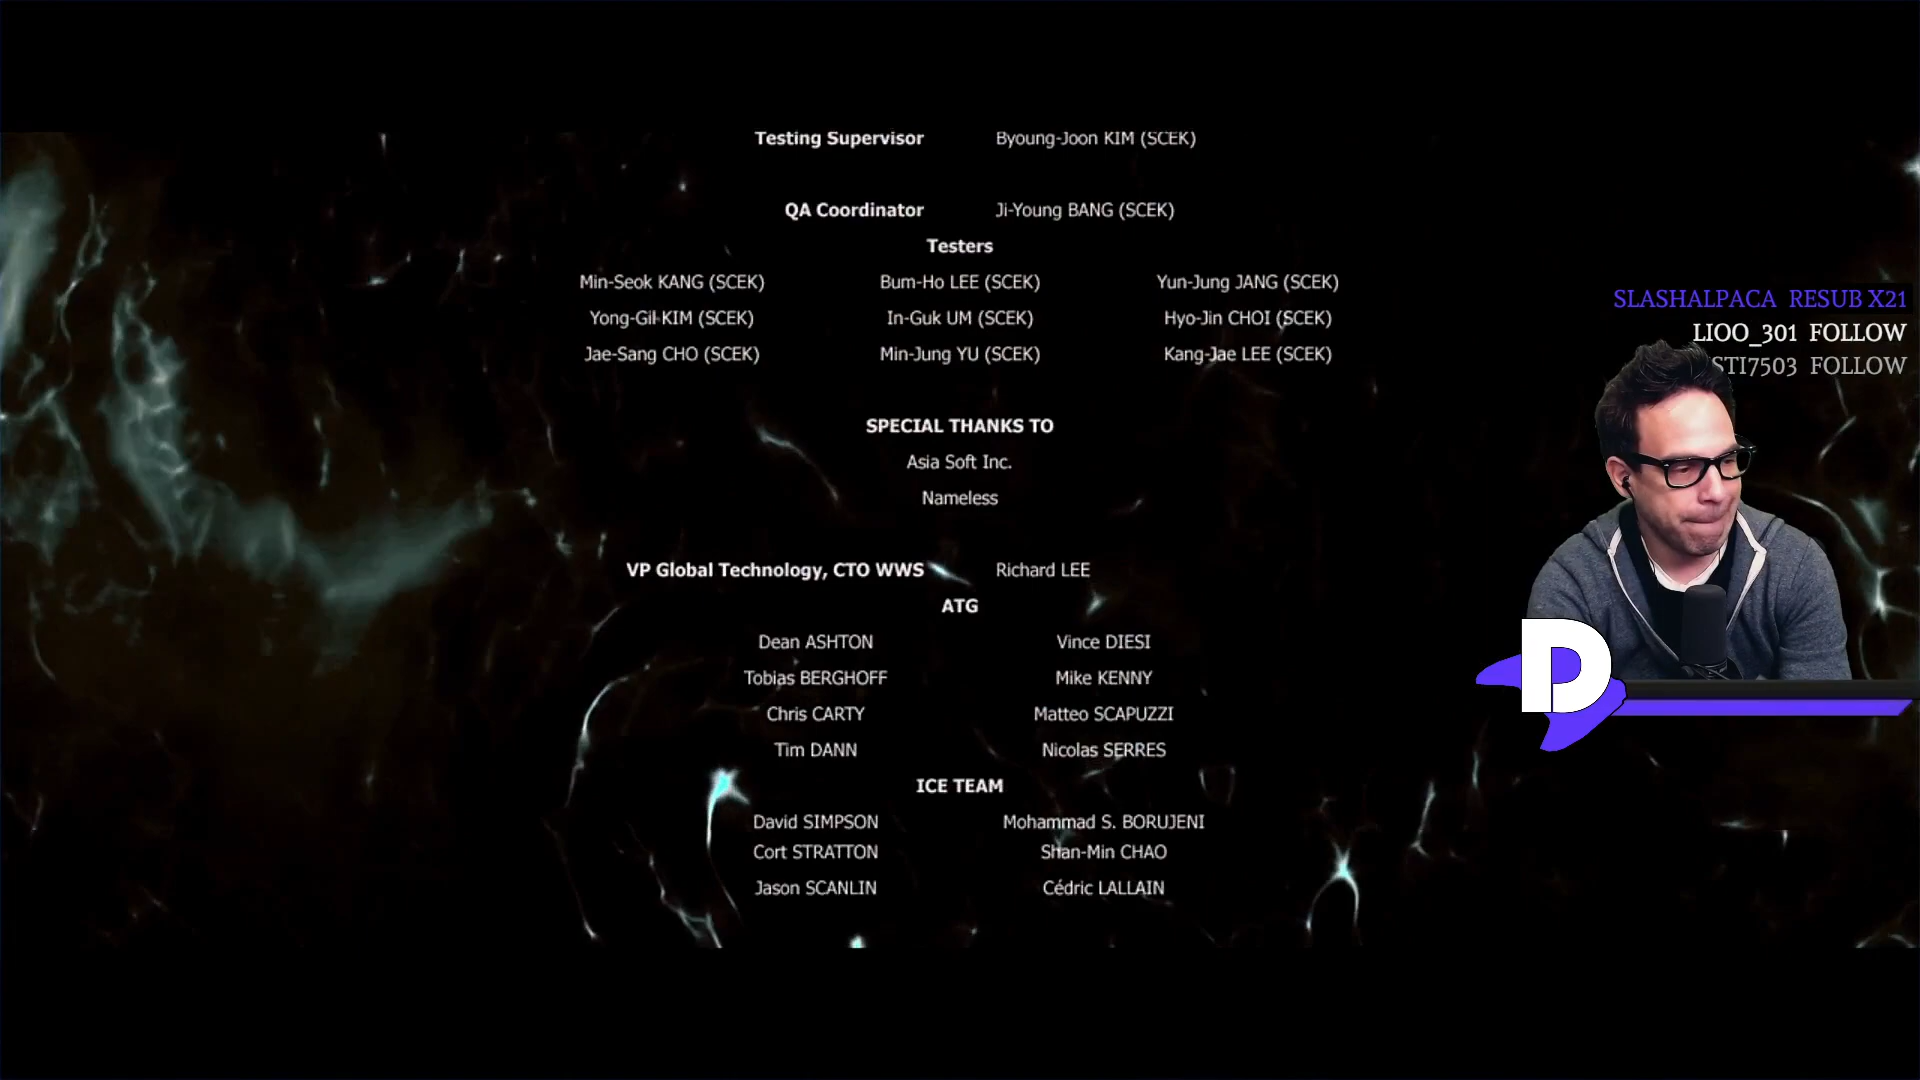 Testing Supervisor Byoung-Joon KIM (SCEK)
QA Coordinator Ji-Young BANG (SCEK)
Testers
Min-Seok KANG (SCEK) Bum-Ho LEE (SCEK) Yun-Jung JANG (SCEK)
Yong-Gil KIM (SCEK) In-Guk UM (SCEK) Hyo-Jin CHOI (SCEK)
Jae-Sang CHO (SCEK) Min-Jung YU (SCEK) Kang-Jae LEE (SCEK)
SPECIAL THANKS TO
Asia Soft Inc.
Nameless
VP Global Technology, CTO WWS Richard LEE
ATG
Dean ASHTON Vince DIESI
Tobias BERGHOFF Mike KENNY
Chris CARTY Matteo SCAPUZZI
Tim DANN Nicolas SERRES
ICE TEAM
David SIMPSON Mohammad S. BORUJENI
Cort STRATTON Shan-Min CHAO
Jason SCANLIN Cédric LALLAIN
SLASHALPACA RESUB X21
LIOO_301 FOLLOW
STI7503 FOLLOW
D